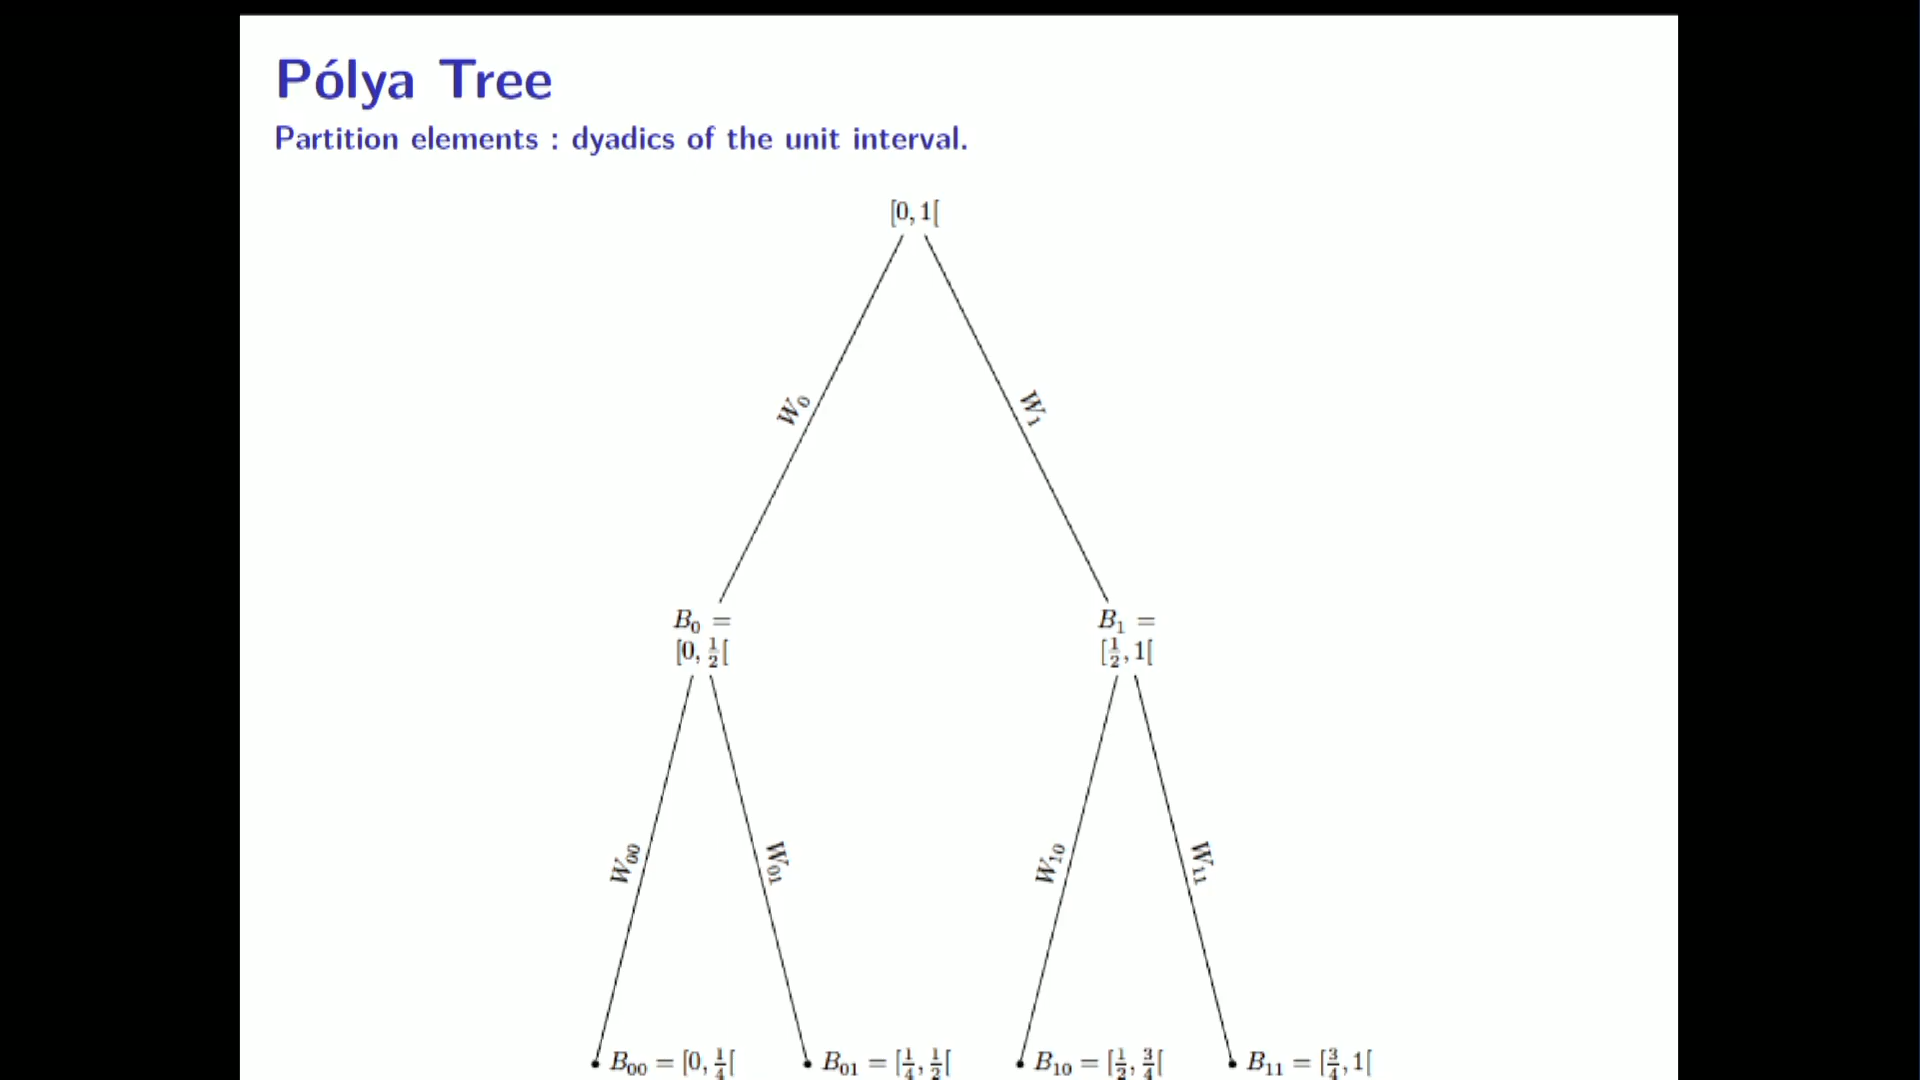 Pólya Tree
Partition elements : dyadics of the unit interval.
[0, 1[
W₀ W₁
B₀ = B₁ =
[0, 1/2[ [1/2, 1[
W₀₀ W₀₁ W₁₀ W₁₁
B₀₀ = [0, 1/4[ B₀₁ = [1/4, 1/2[ B₁₀ = [1/2, 3/4[ B₁₁ = [3/4, 1[